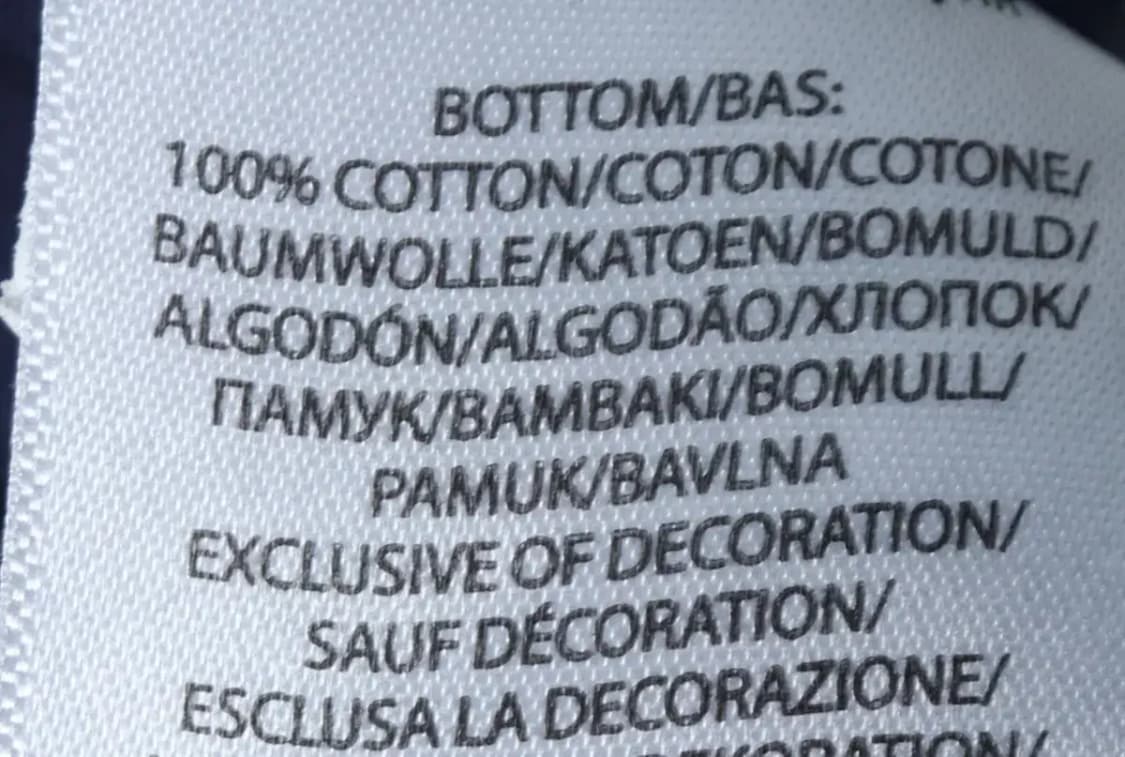 BOTTOM/BAS:
100% COTTON/COTON/COTONE/
BAUMWOLLE/KATOEN/BOMULD/
ALGODÓN/ALGODÃO/ХЛОПОК/
ПАМУК/BAMBAKI/BOMULL/
PAMUK/BAVLNA
EXCLUSIVE OF DECORATION/
SAUF DÉCORATION/
ESCLUSA LA DECORAZIONE/
DEKORATION/